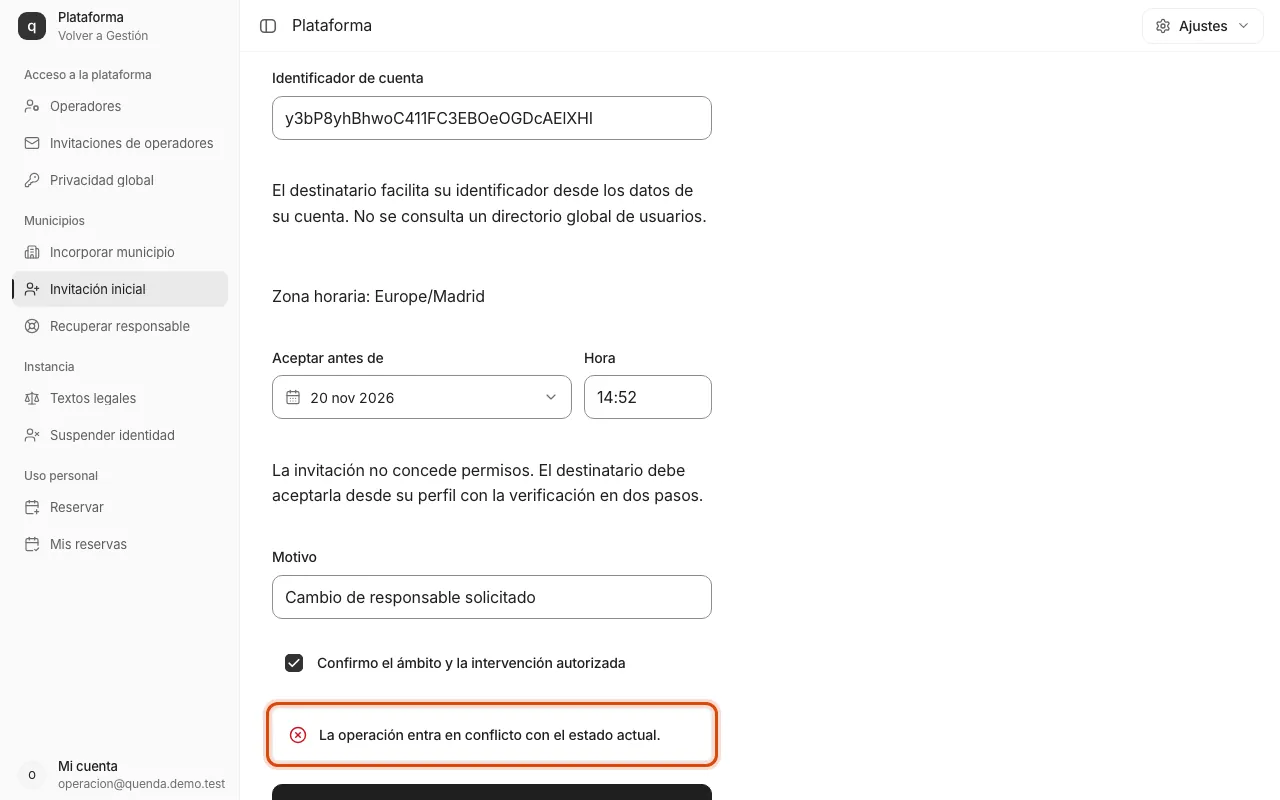 q
Plataforma
Volver a Gestión
Acceso a la plataforma
Operadores
Invitaciones de operadores
Privacidad global
Municipios
Incorporar municipio
Invitación inicial
Recuperar responsable
Instancia
Textos legales
Suspender identidad
Uso personal
Reservar
Mis reservas
O
Mi cuenta
operacion@quenda.demo.test
Plataforma
Ajustes
Identificador de cuenta
y3bP8yhBhwoC411FC3EBOeOGDcAEIXHI
El destinatario facilita su identificador desde los datos de
su cuenta. No se consulta un directorio global de usuarios.
Zona horaria: Europe/Madrid
Aceptar antes de
Hora
20 nov 2026
14:52
La invitación no concede permisos. El destinatario debe
aceptarla desde su perfil con la verificación en dos pasos.
Motivo
Cambio de responsable solicitado
Confirmo el ámbito y la intervención autorizada
La operación entra en conflicto con el estado actual.